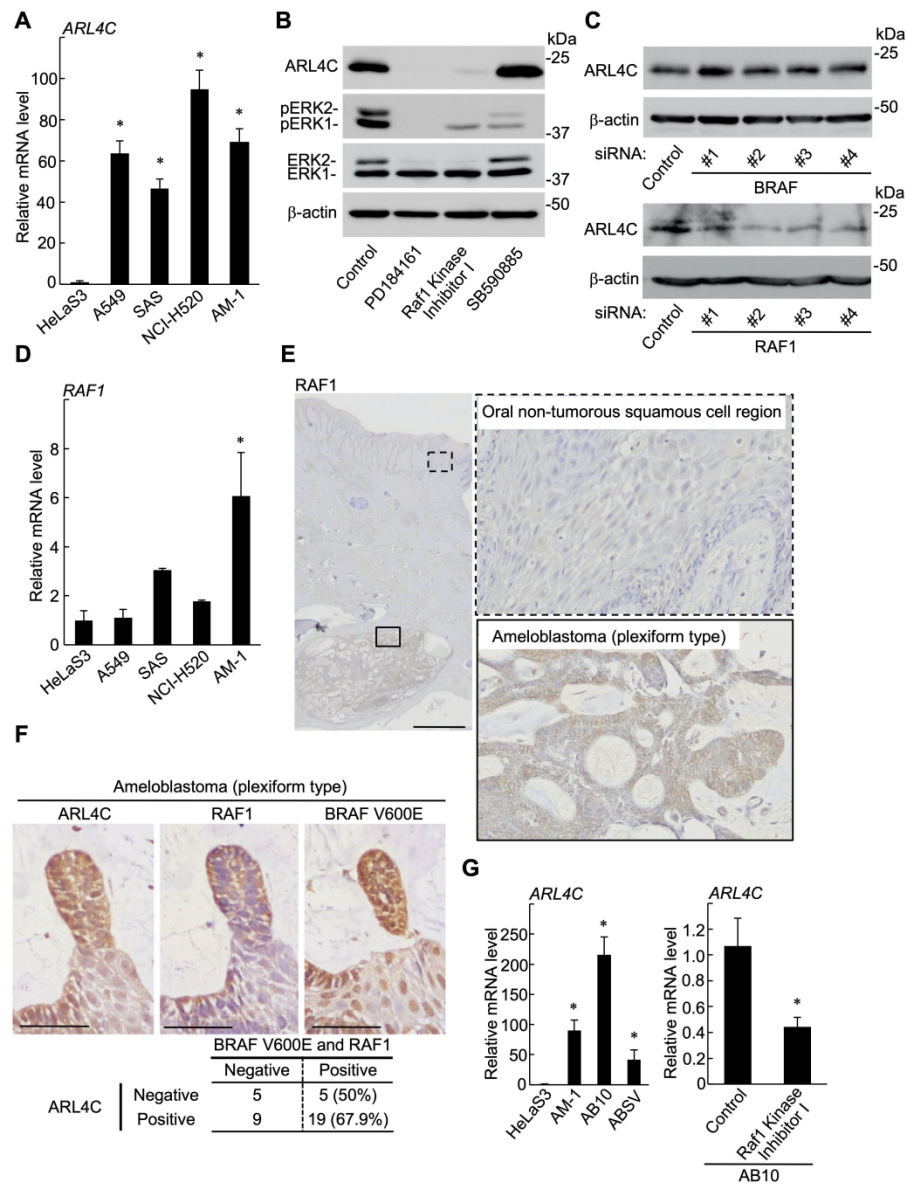 A
ARL4C
Relative mRNA level
100
80
60
40
20
0
*
*
*
*
HeLaS3
A549
SAS
NCI-H520
AM-1
B
kDa
ARL4C
-25
pERK2-
pERK1-
-37
ERK2-
ERK1-
-37
β-actin
-50
Control
PD184161
Raf1 Kinase
Inhibitor I
SB590885
C
kDa
ARL4C
-25
β-actin
-50
siRNA:
Control
#1
#2
#3
#4
BRAF
kDa
ARL4C
-25
β-actin
-50
siRNA:
Control
#1
#2
#3
#4
RAF1
D
RAF1
Relative mRNA level
8
6
4
2
0
*
HeLaS3
A549
SAS
NCI-H520
AM-1
E
RAF1
Oral non-tumorous squamous cell region
Ameloblastoma (plexiform type)
F
Ameloblastoma (plexiform type)
ARL4C RAF1 BRAF V600E
BRAF V600E and RAF1
Negative Positive
ARL4C
Negative 5 5 (50%)
Positive 9 19 (67.9%)
G
ARL4C
Relative mRNA level
250
200
150
100
50
0
*
*
*
HeLaS3
AM-1
AB10
ABSV
ARL4C
Relative mRNA level
1.2
1.0
0.8
0.6
0.4
0.2
0
*
Control
Raf1 Kinase
Inhibitor I
AB10